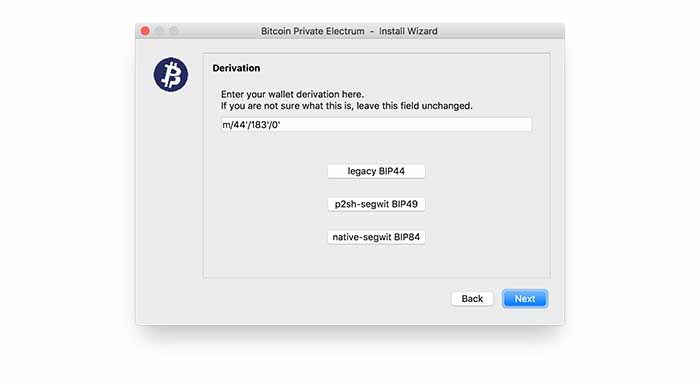 Bitcoin Private Electrum - Install Wizard
Derivation
Enter your wallet derivation here.
If you are not sure what this is, leave this field unchanged.
m/44'/183'/0'
legacy BIP44
p2sh-segwit BIP49
native-segwit BIP84
Back Next